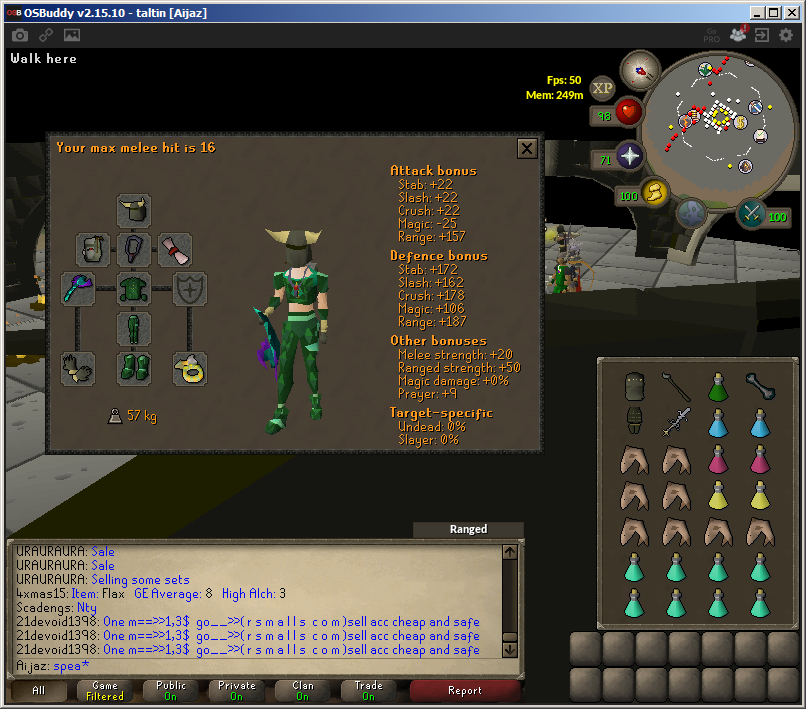 OSBuddy v2.15.10 - taltin [Aijaz]
Go
PRO
Walk here
Fps: 50
Mem: 249m
XP
98
71
100
100
Your max melee hit is 16
Attack bonus
Stab: +22
Slash: +22
Crush: +22
Magic: -25
Range: +157
Defence bonus
Stab: +172
Slash: +162
Crush: +178
Magic: +106
Range: +187
Other bonuses
Melee strength: +20
Ranged strength: +50
Magic damage: +0%
Prayer: +9
Target-specific
Undead: 0%
Slayer: 0%
57 kg
Ranged
URAURAURA: Sale
URAURAURA: Sale
URAURAURA: Selling some sets
4xmas15: Item: Flax GE Average: 8 High Alch: 3
Scadengs: Nty
21devoid1398: One m==>>1,3$ go__>>(r s m a l l s c o m)sell acc cheap and safe
21devoid1398: One m==>>1,3$ go__>>(r s m a l l s c o m)sell acc cheap and safe
21devoid1398: One m==>>1,3$ go__>>(r s m a l l s c o m)sell acc cheap and safe
Aijaz: spea*
All
Game
Filtered
Public
On
Private
On
Clan
On
Trade
On
Report